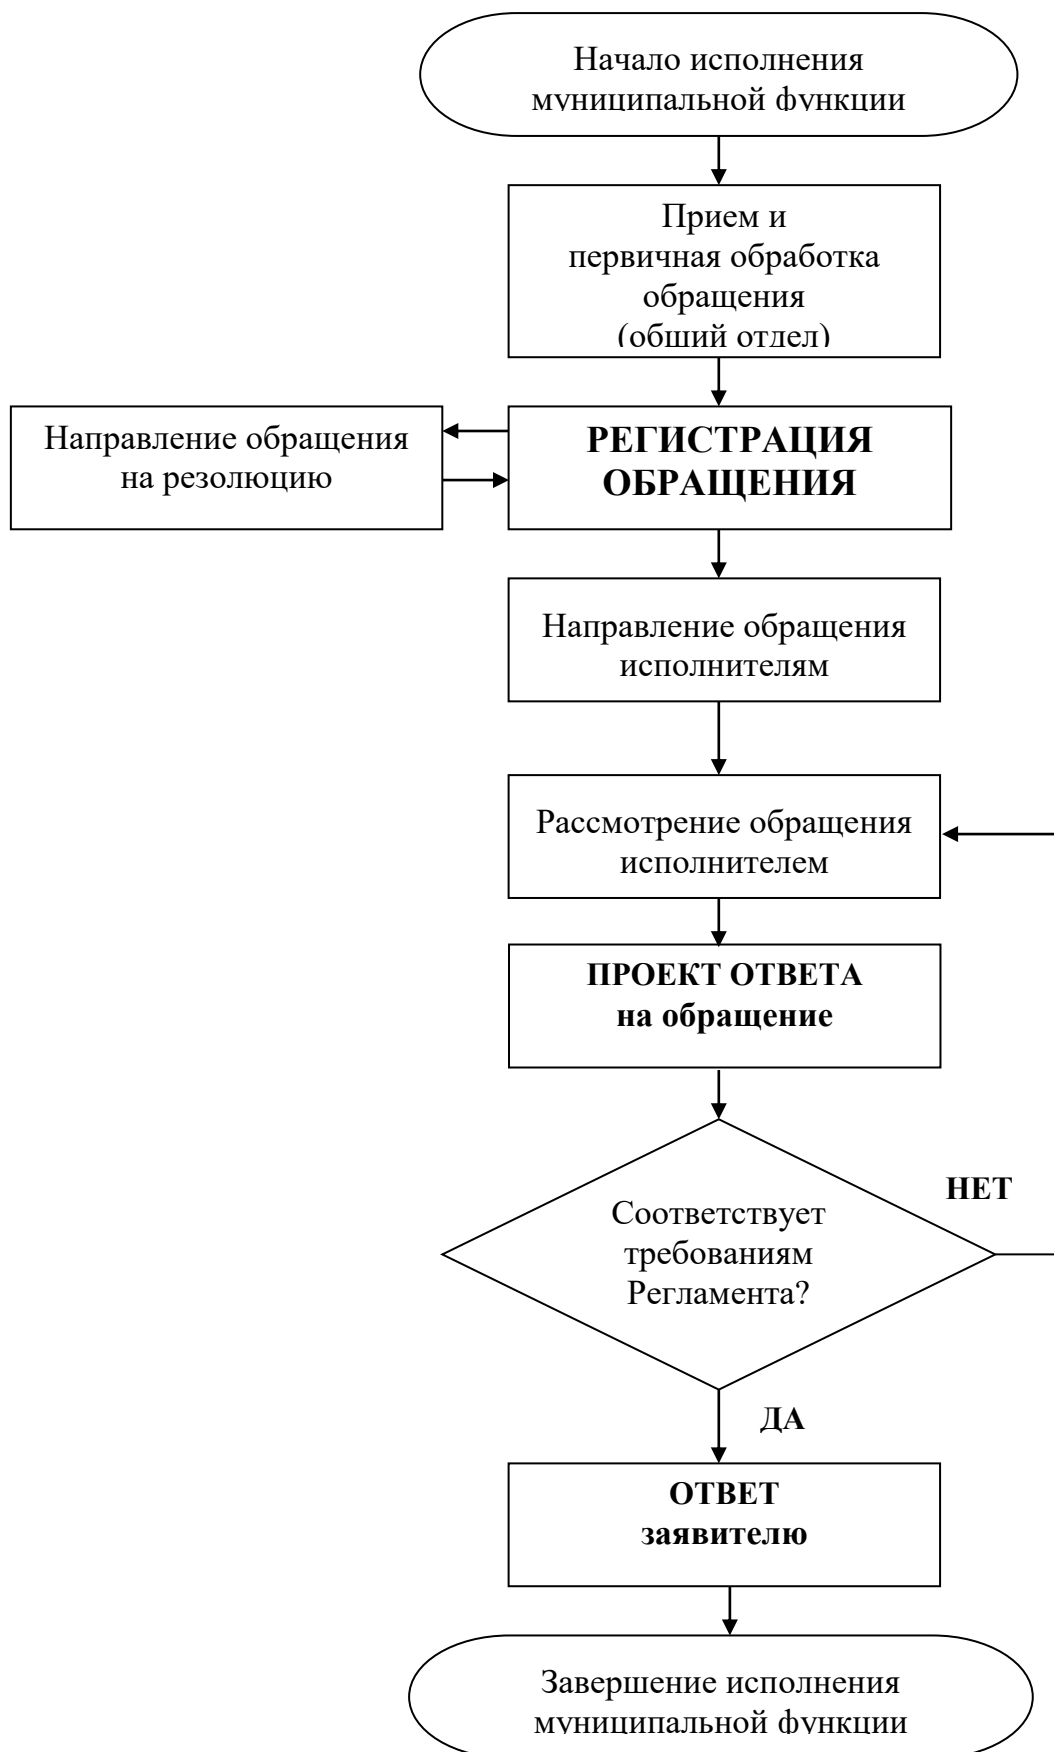 Начало исполнения
муниципальной функции
Прием и
первичная обработка
обращения
(общий отдел)
Направление обращения
на резолюцию
РЕГИСТРАЦИЯ
ОБРАЩЕНИЯ
Направление обращения
исполнителям
Рассмотрение обращения
исполнителем
ПРОЕКТ ОТВЕТА
на обращение
НЕТ
Соответствует
требованиям
Регламента?
ДА
ОТВЕТ
заявителю
Завершение исполнения
муниципальной функции